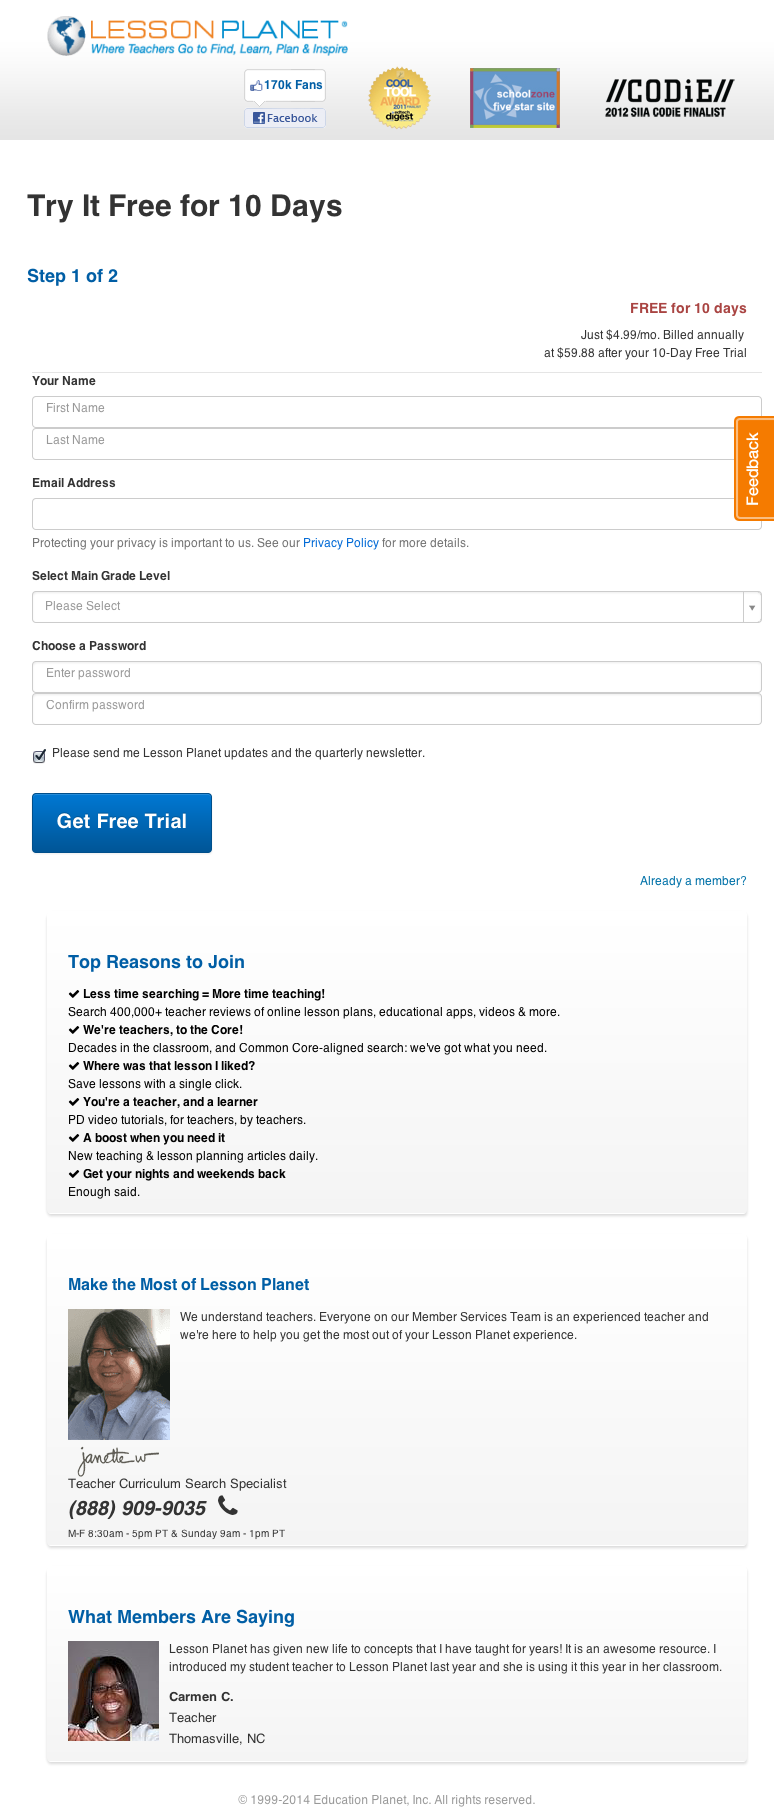 LESSON PLANET®
Where Teachers Go to Find, Learn, Plan & Inspire
170k Fans
Facebook
COOL
TOOL
AWARD
2011
digest
schoolzone
five star site
//CODiE//
2012 SIIA CODiE FINALIST
Try It Free for 10 Days
Step 1 of 2
FREE for 10 days
Just $4.99/mo. Billed annually
at $59.88 after your 10-Day Free Trial
Your Name
First Name
Last Name
Feedback
Email Address
Protecting your privacy is important to us. See our Privacy Policy for more details.
Select Main Grade Level
Please Select
Choose a Password
Enter password
Confirm password
Please send me Lesson Planet updates and the quarterly newsletter.
Get Free Trial
Already a member?
Top Reasons to Join
Less time searching = More time teaching!
Search 400,000+ teacher reviews of online lesson plans, educational apps, videos & more.
We're teachers, to the Core!
Decades in the classroom, and Common Core-aligned search: we've got what you need.
Where was that lesson I liked?
Save lessons with a single click.
You're a teacher, and a learner
PD video tutorials, for teachers, by teachers.
A boost when you need it
New teaching & lesson planning articles daily.
Get your nights and weekends back
Enough said.
Make the Most of Lesson Planet
We understand teachers. Everyone on our Member Services Team is an experienced teacher and
we're here to help you get the most out of your Lesson Planet experience.
janette w
Teacher Curriculum Search Specialist
(888) 909-9035
M-F 8:30am - 5pm PT & Sunday 9am - 1pm PT
What Members Are Saying
Lesson Planet has given new life to concepts that I have taught for years! It is an awesome resource. I
introduced my student teacher to Lesson Planet last year and she is using it this year in her classroom.
Carmen C.
Teacher
Thomasville, NC
© 1999-2014 Education Planet, Inc. All rights reserved.